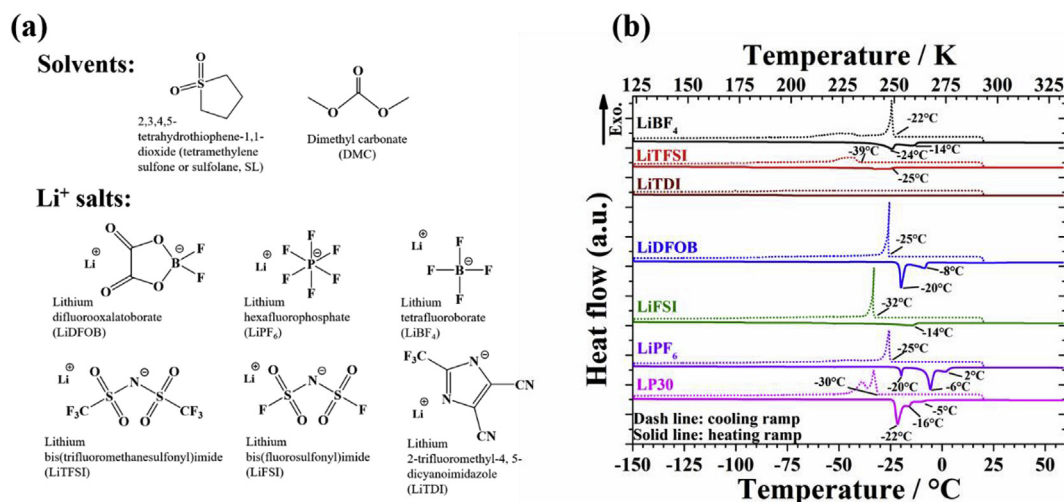 (a)
Solvents:
O
O
S
2,3,4,5-
tetrahydrothiophene-1,1-
dioxide (tetramethylene
sulfone or sulfolane, SL)
O
O
O
Dimethyl carbonate
(DMC)
Li⁺ salts:
O
O
O
O
B
⊖
F
F
Li
⊕
Lithium
difluorooxalatoborate
(LiDFOB)
F
F
F
F
F
F
P
⊖
Li
⊕
Lithium
hexafluorophosphate
(LiPF₆)
F
F
B
F
F
⊖
Li
⊕
Lithium
tetrafluoroborate
(LiBF₄)
Li
⊕
O
O
S
N
⊖
S
O
O
F₃C
CF₃
Lithium
bis(trifluoromethanesulfonyl)imide
(LiTFSI)
Li
⊕
O
O
S
N
⊖
S
O
O
F
F
Lithium
bis(fluorosulfonyl)imide
(LiFSI)
F₃C
N
⊖
N
CN
CN
Li
⊕
Lithium
2-trifluoromethyl-4, 5-
dicyanoimidazole
(LiTDI)
(b)
Temperature / K
125 150 175 200 225 250 275 300 325
Heat flow (a.u.)
Exo.
LiBF₄
-22°C
-14°C
-24°C
LiTFSI
-39°C
-25°C
LiTDI
LiDFOB
-25°C
-8°C
-20°C
LiFSI
-32°C
-14°C
LiPF₆
-25°C
-20°C
2°C
-6°C
LP30
-30°C
-5°C
-16°C
-22°C
Dash line: cooling ramp
Solid line: heating ramp
-150 -125 -100 -75 -50 -25 0 25 50
Temperature / °C